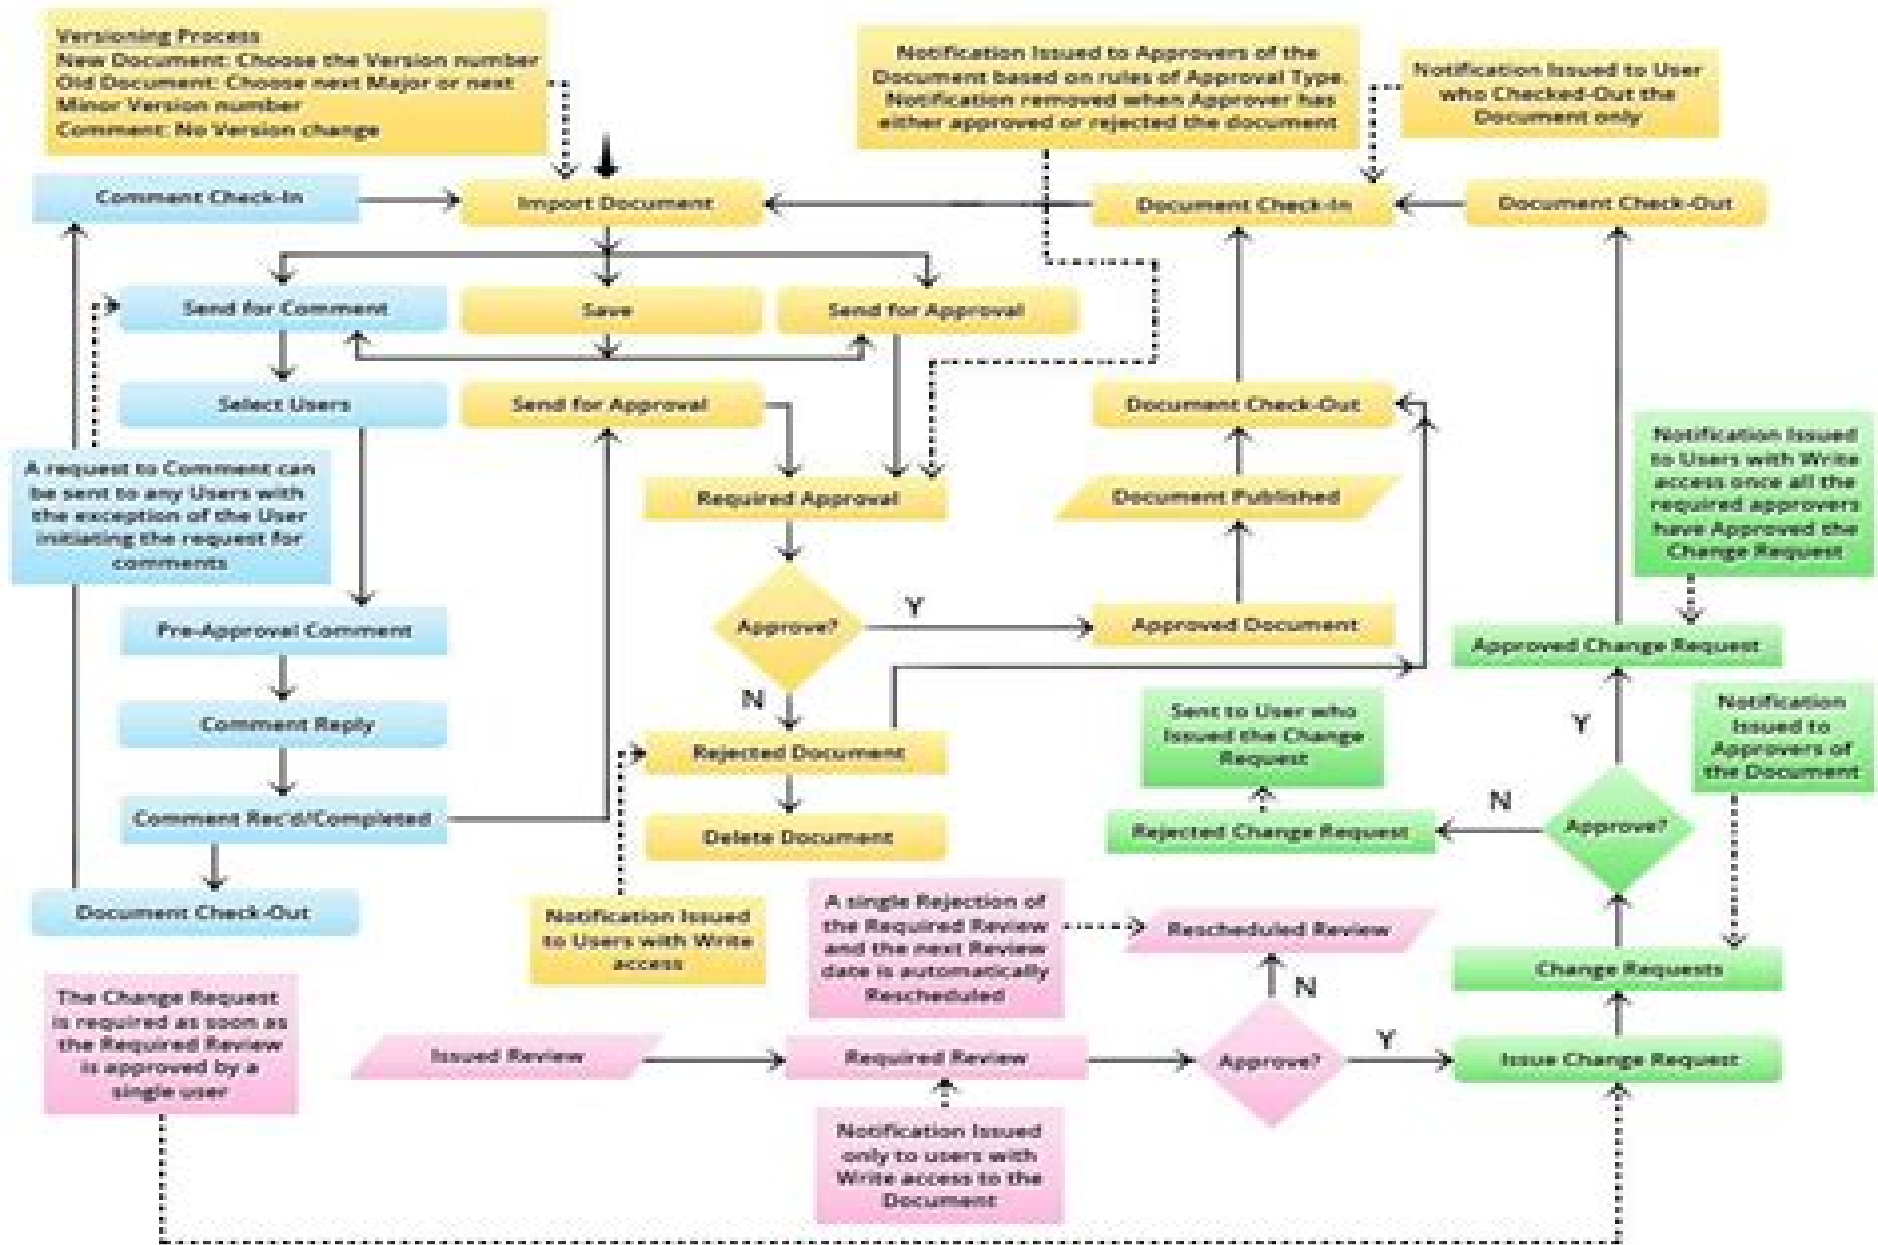 Versioning Process
New Document: Choose the Version number
Old Document: Choose next Major or next
Minor Version number
Comment: No Version change
Notification Issued to Approvers of the
Document based on rules of Approval Type.
Notification removed when Approver has
either approved or rejected the document
Notification Issued to User
who Checked-Out the
Document only
Comment Check-In
Import Document
Document Check-In
Document Check-Out
Send for Comment
Save
Send for Approval
Select Users
Send for Approval
Document Check-Out
A request to Comment can
be sent to any Users with
the exception of the User
initiating the request for
comments
Required Approval
Document Published
Notification Issued
to Users with Write
access once all the
required approvers
have Approved the
Change Request
Pre-Approval Comment
Approve?
Y
Approved Document
Approved Change Request
N
Comment Reply
Rejected Document
Sent to User who
Issued the Change
Request
Y
Notification
Issued to
Approvers of
the Document
Comment Rec'd/Completed
Delete Document
Rejected Change Request
N
Approve?
Document Check-Out
Notification Issued
to Users with Write
access
A single Rejection of
the Required Review
and the next Review
date is automatically
Rescheduled
Rescheduled Review
Change Requests
N
The Change Request
is required as soon as
the Required Review
is approved by a
single user
Issued Review
Required Review
Approve?
Y
Issue Change Request
Notification Issued
only to users with
Write access to the
Document